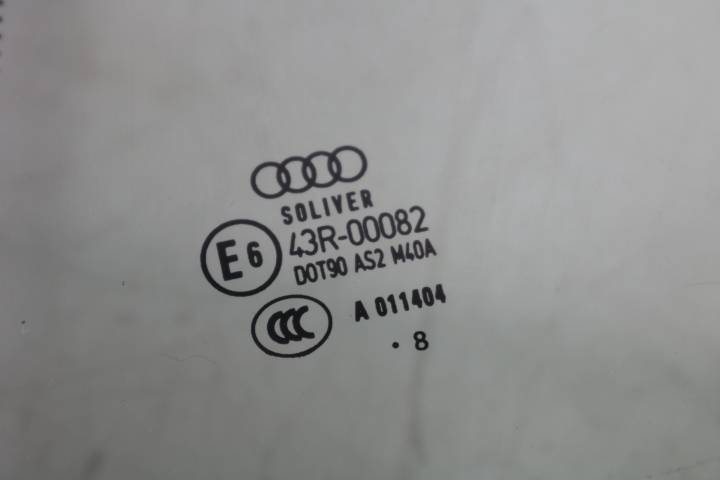 SOLIVER
E6 43R-00082
DOT90 AS2 M40A
CCC A 011404
. 8